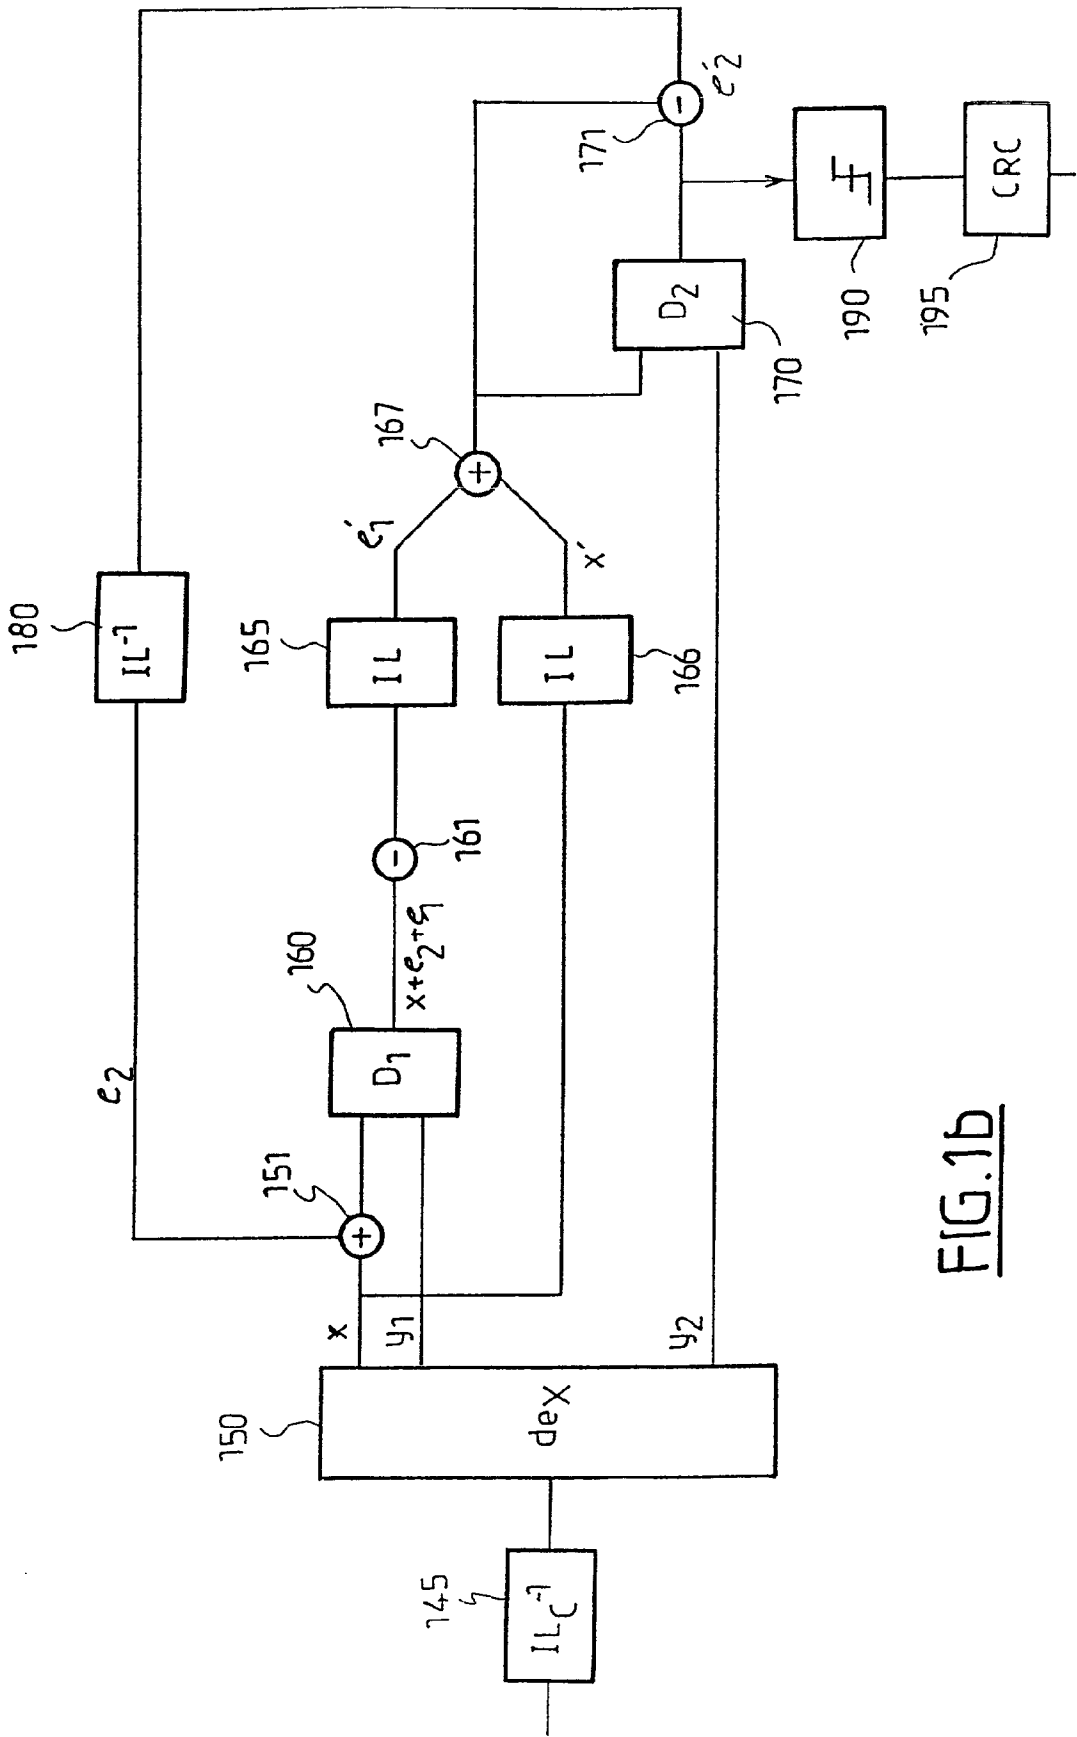 180
IL⁻¹
e₂
e´₂
171
165
IL
e´₁
167
160
D₁
x+e₂+e₁
161
151
x´
IL
166
D₂
170
190
CRC
195
x
y₁
y₂
150
deX
145
IL_C⁻¹
FIG.1b
+
+
-
-